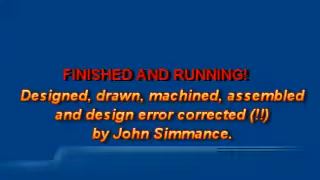 FINISHED AND RUNNING!
Designed, drawn, machined, assembled
and design error corrected (!!)
by John Simmance.